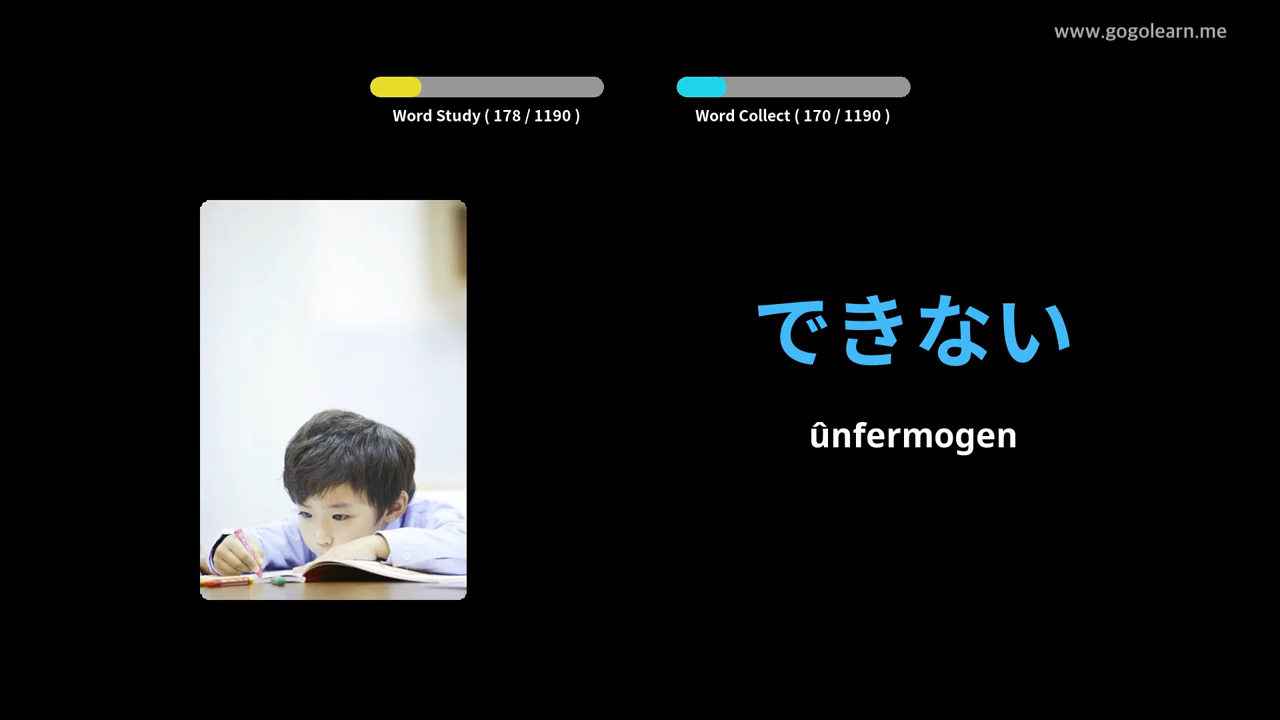 www.gogolearn.me
Word Study ( 178 / 1190 )
Word Collect ( 170 / 1190 )
できない
ûnfermogen